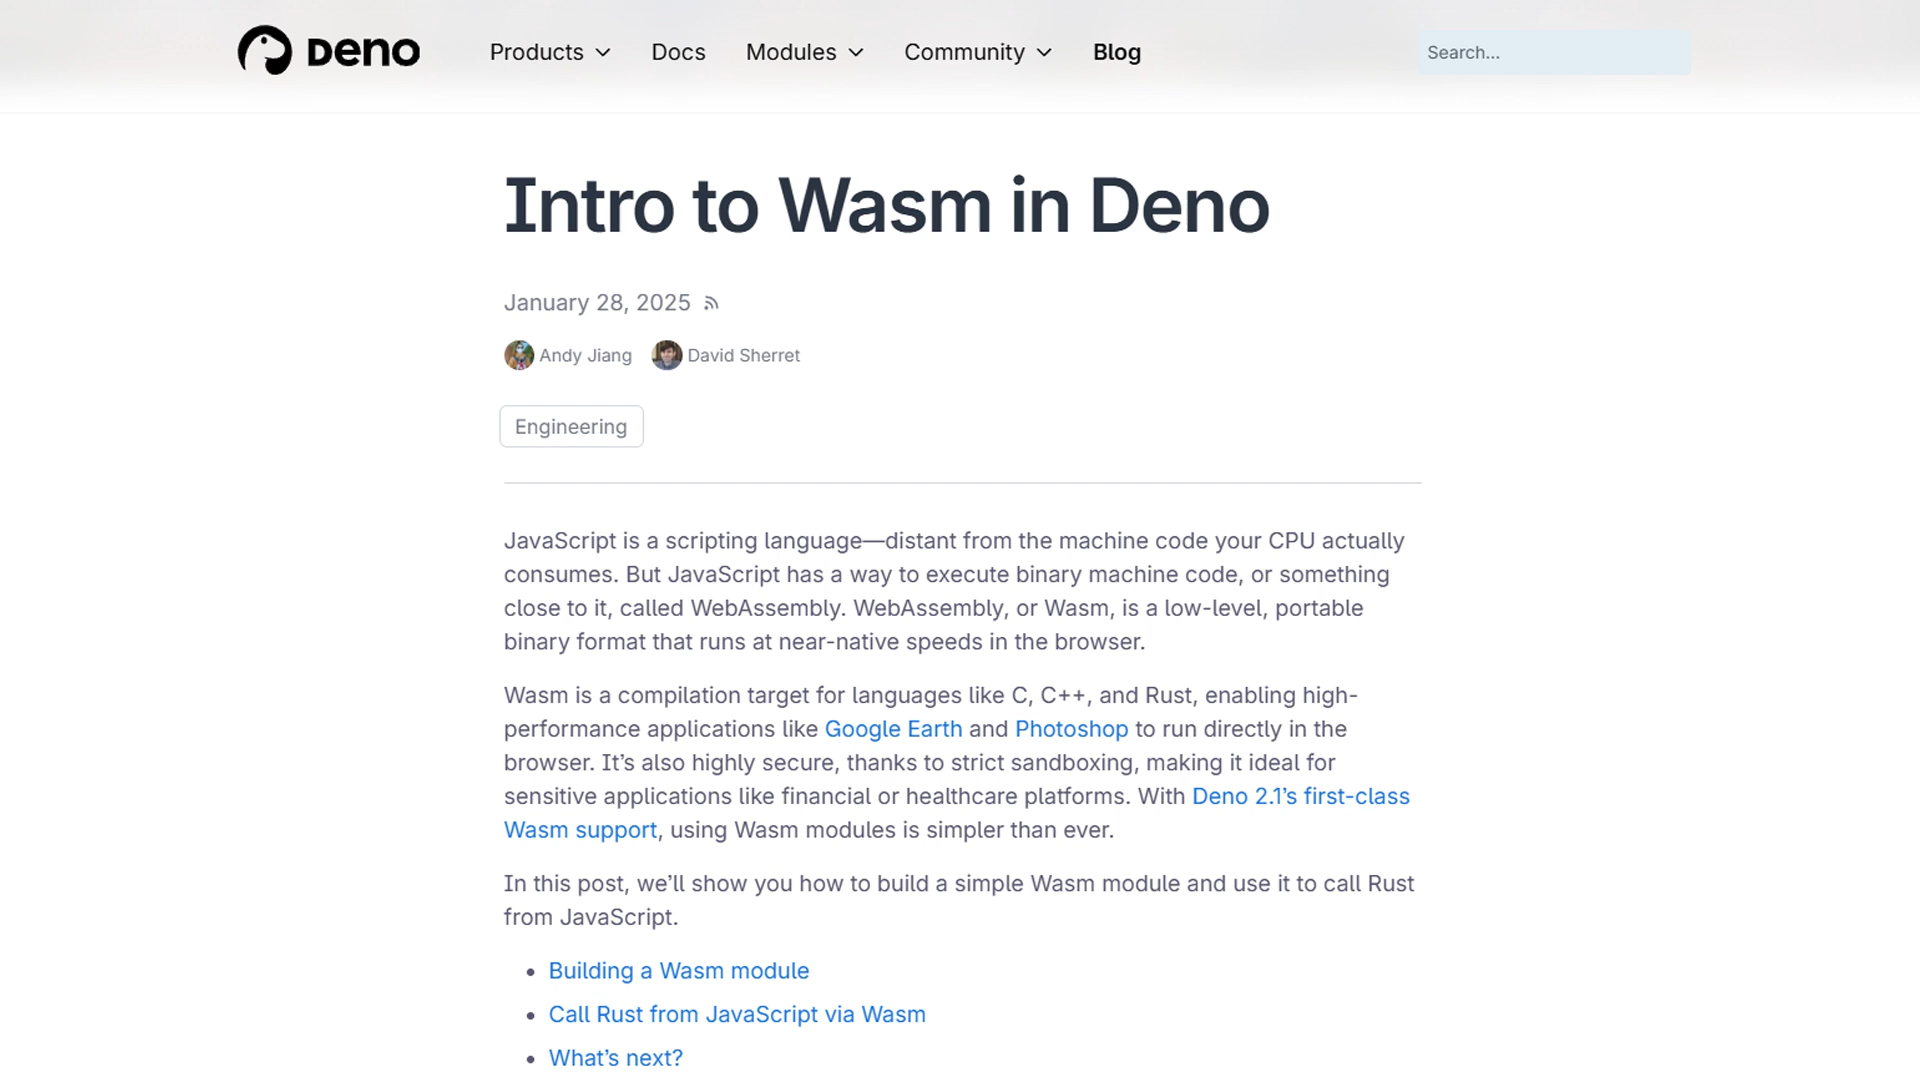 Deno
Products
Docs
Modules
Community
Blog
Search...
Intro to Wasm in Deno
January 28, 2025
Andy Jiang
David Sherret
Engineering
JavaScript is a scripting language—distant from the machine code your CPU actually
consumes. But JavaScript has a way to execute binary machine code, or something
close to it, called WebAssembly. WebAssembly, or Wasm, is a low-level, portable
binary format that runs at near-native speeds in the browser.
Wasm is a compilation target for languages like C, C++, and Rust, enabling high-
performance applications like Google Earth and Photoshop to run directly in the
browser. It’s also highly secure, thanks to strict sandboxing, making it ideal for
sensitive applications like financial or healthcare platforms. With Deno 2.1’s first-class
Wasm support, using Wasm modules is simpler than ever.
In this post, we’ll show you how to build a simple Wasm module and use it to call Rust
from JavaScript.
• Building a Wasm module
• Call Rust from JavaScript via Wasm
• What’s next?